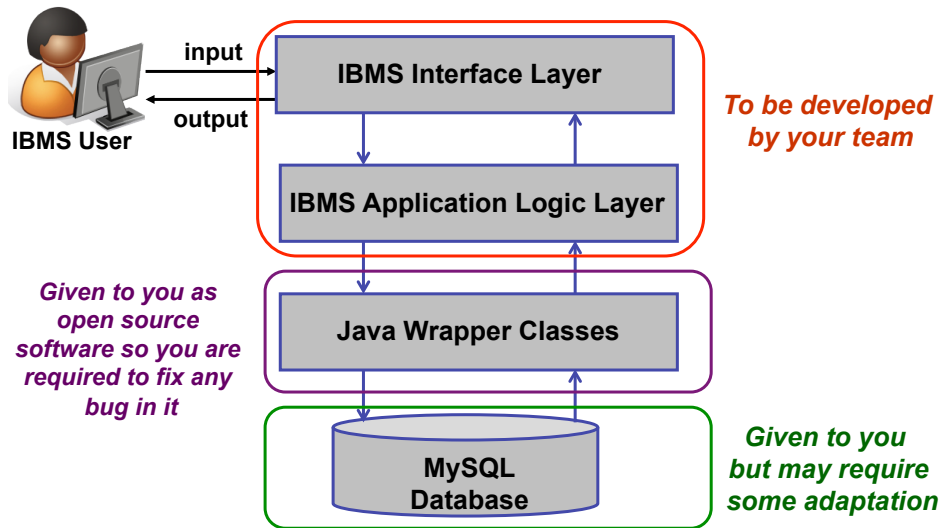 input
output
IBMS User
IBMS Interface Layer
To be developed
by your team
IBMS Application Logic Layer
Given to you as
open source
software so you are
required to fix any
bug in it
Java Wrapper Classes
MySQL
Database
Given to you
but may require
some adaptation